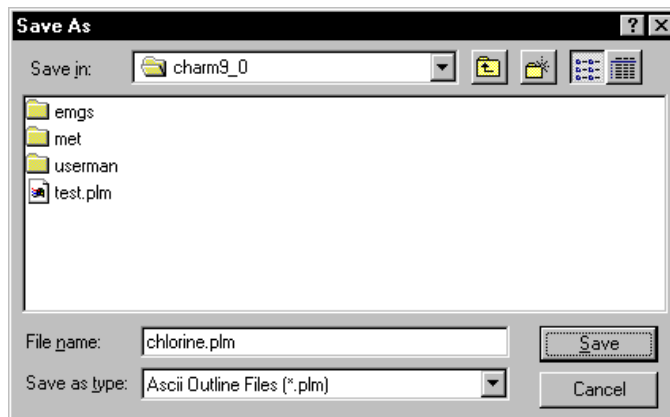 Save As
Save in: charm9_0
emgs
met
userman
test.plm
File name: chlorine.plm Save
Save as type: Ascii Outline Files (*.plm) Cancel